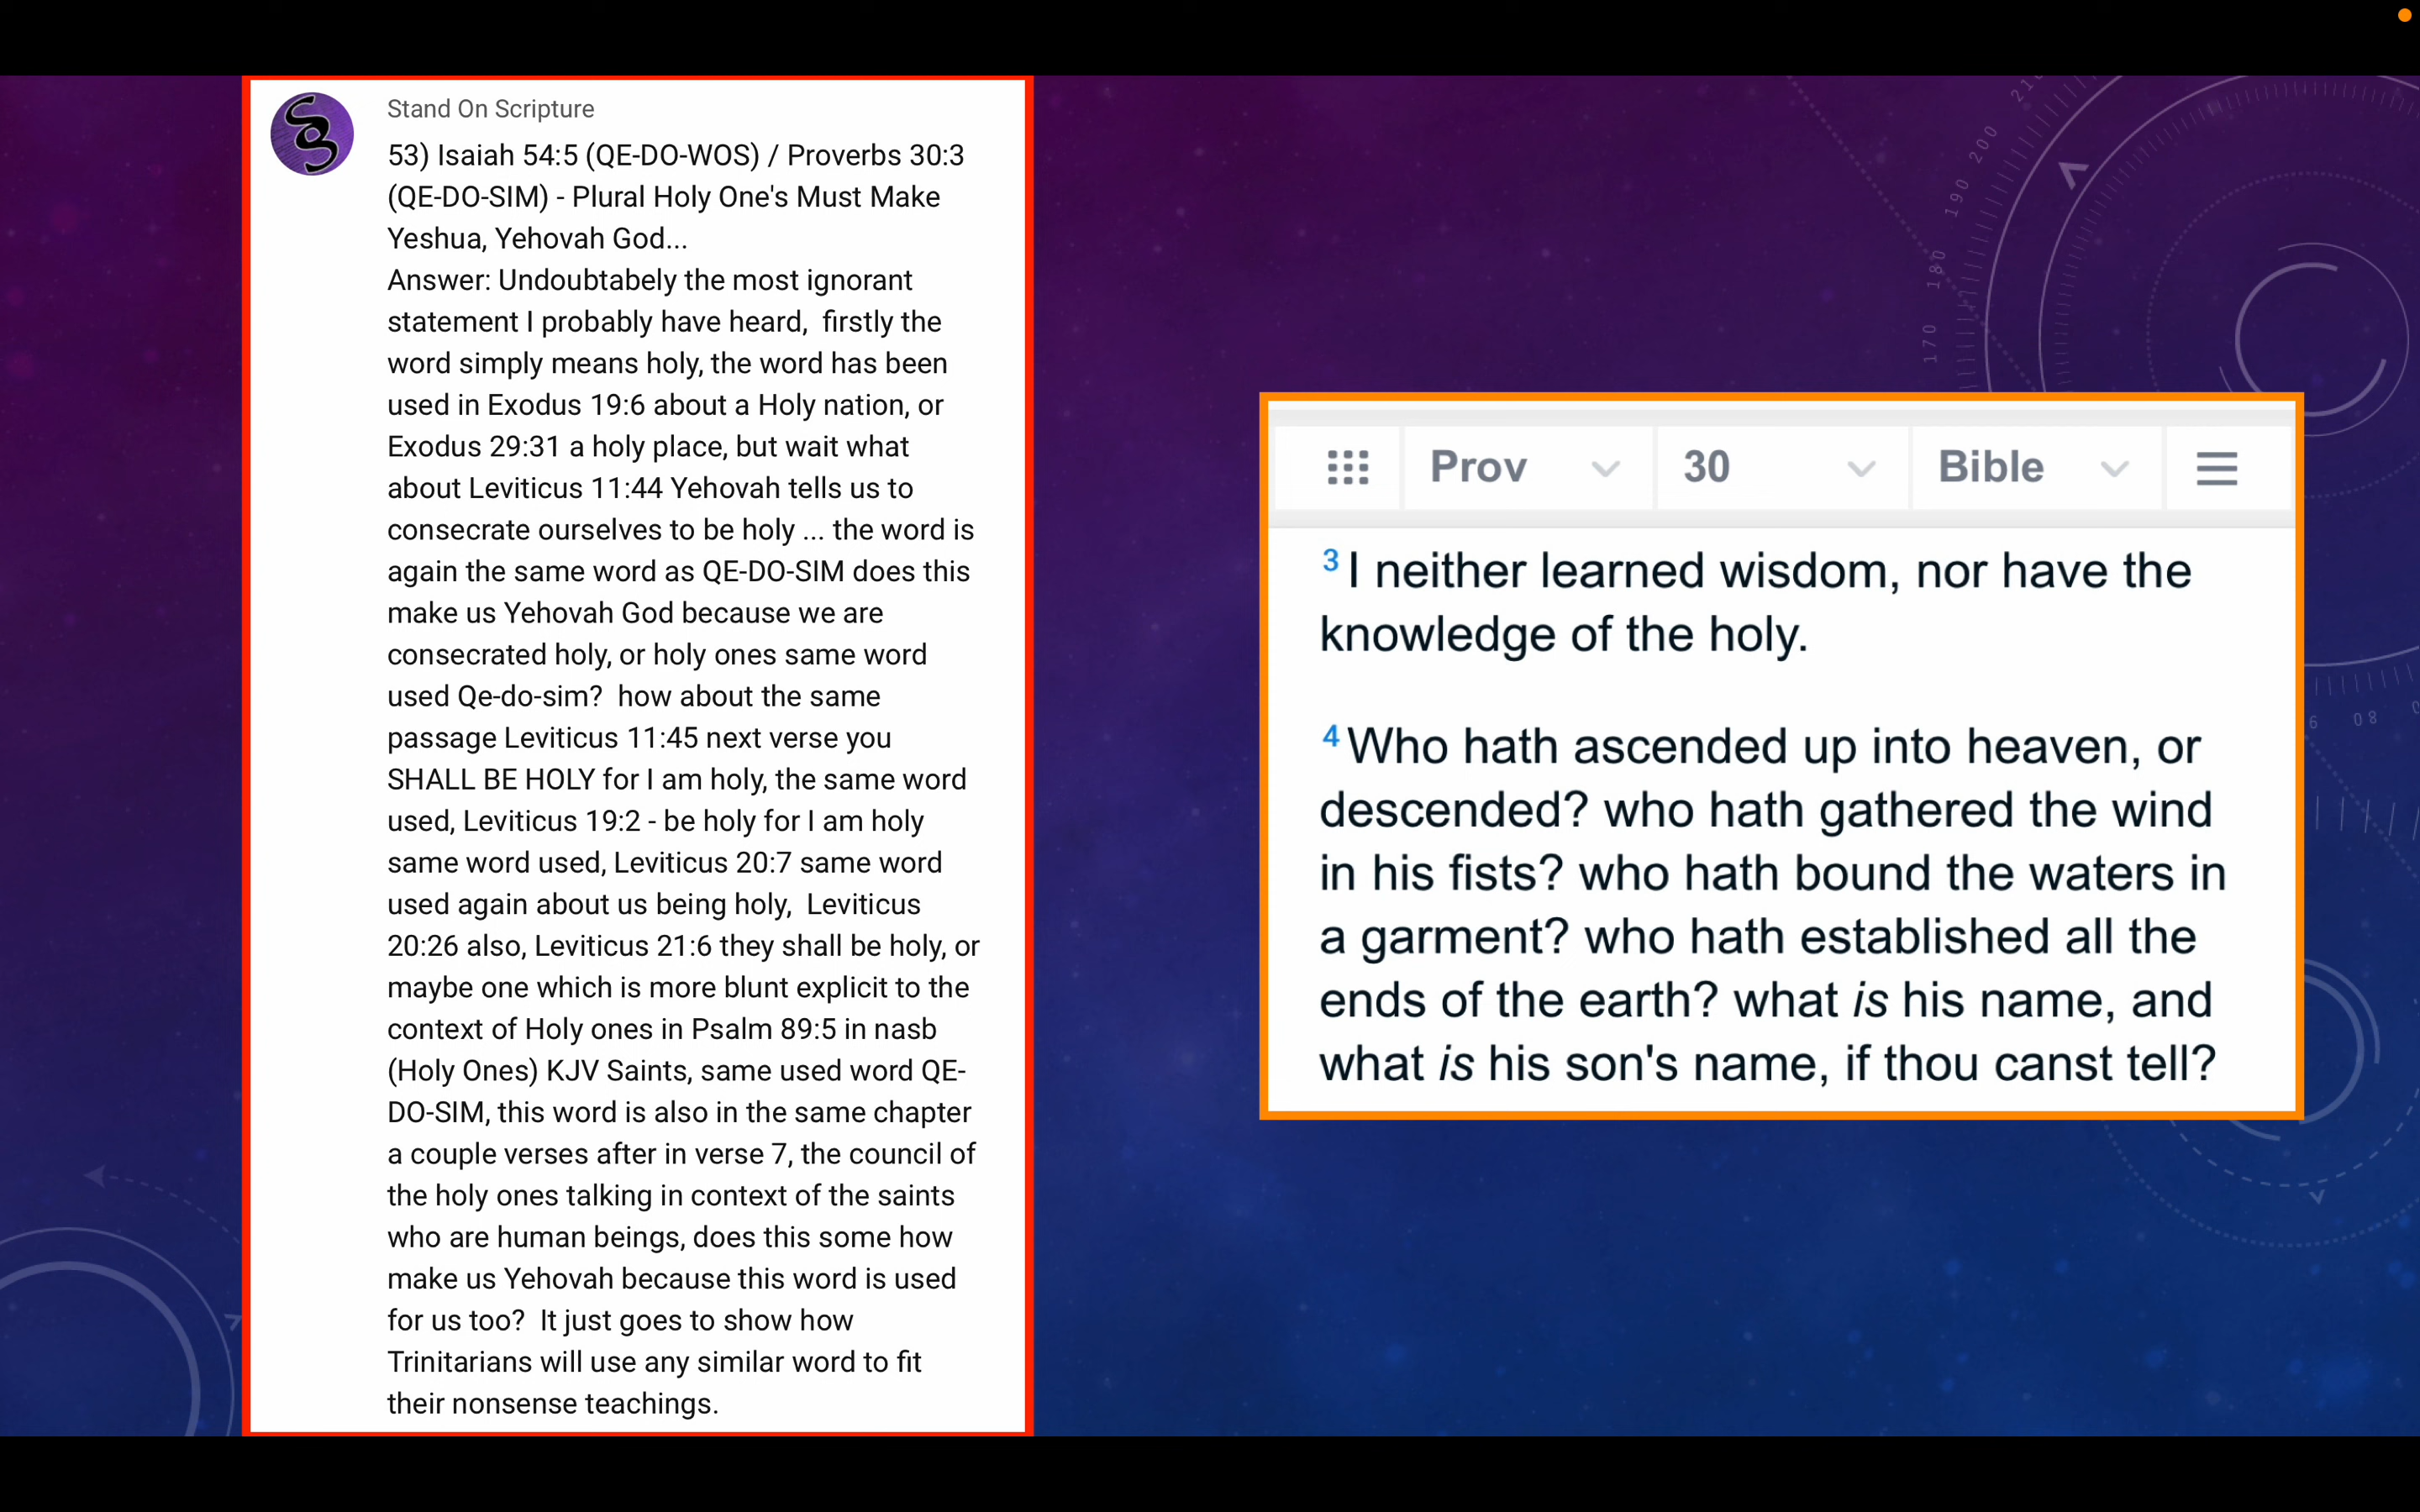 Stand On Scripture
53) Isaiah 54:5 (QE-DO-WOS) / Proverbs 30:3
(QE-DO-SIM) - Plural Holy One's Must Make
Yeshua, Yehovah God...
Answer: Undoubtabely the most ignorant
statement I probably have heard,  firstly the
word simply means holy, the word has been
used in Exodus 19:6 about a Holy nation, or
Exodus 29:31 a holy place, but wait what
about Leviticus 11:44 Yehovah tells us to
consecrate ourselves to be holy ... the word is
again the same word as QE-DO-SIM does this
make us Yehovah God because we are
consecrated holy, or holy ones same word
used Qe-do-sim?  how about the same
passage Leviticus 11:45 next verse you
SHALL BE HOLY for I am holy, the same word
used, Leviticus 19:2 - be holy for I am holy
same word used, Leviticus 20:7 same word
used again about us being holy,  Leviticus
20:26 also, Leviticus 21:6 they shall be holy, or
maybe one which is more blunt explicit to the
context of Holy ones in Psalm 89:5 in nasb
(Holy Ones) KJV Saints, same used word QE-
DO-SIM, this word is also in the same chapter
a couple verses after in verse 7, the council of
the holy ones talking in context of the saints
who are human beings, does this some how
make us Yehovah because this word is used
for us too?  It just goes to show how
Trinitarians will use any similar word to fit
their nonsense teachings.
Prov 30 Bible
3 I neither learned wisdom, nor have the
knowledge of the holy.
4 Who hath ascended up into heaven, or
descended? who hath gathered the wind
in his fists? who hath bound the waters in
a garment? who hath established all the
ends of the earth? what is his name, and
what is his son's name, if thou canst tell?
210
200
190
180
170